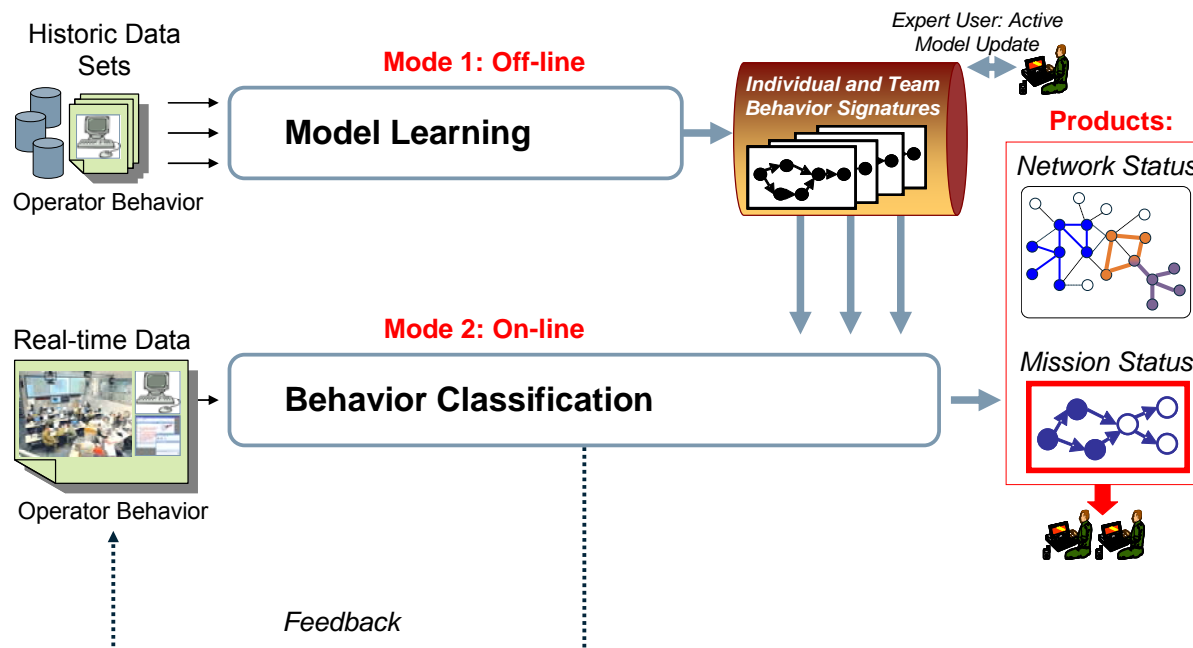 Historic Data
Sets
Operator Behavior
Mode 1: Off-line
Model Learning
Individual and Team
Behavior Signatures
Expert User: Active
Model Update
Products:
Network Status
Mission Status
Real-time Data
Operator Behavior
Mode 2: On-line
Behavior Classification
Feedback